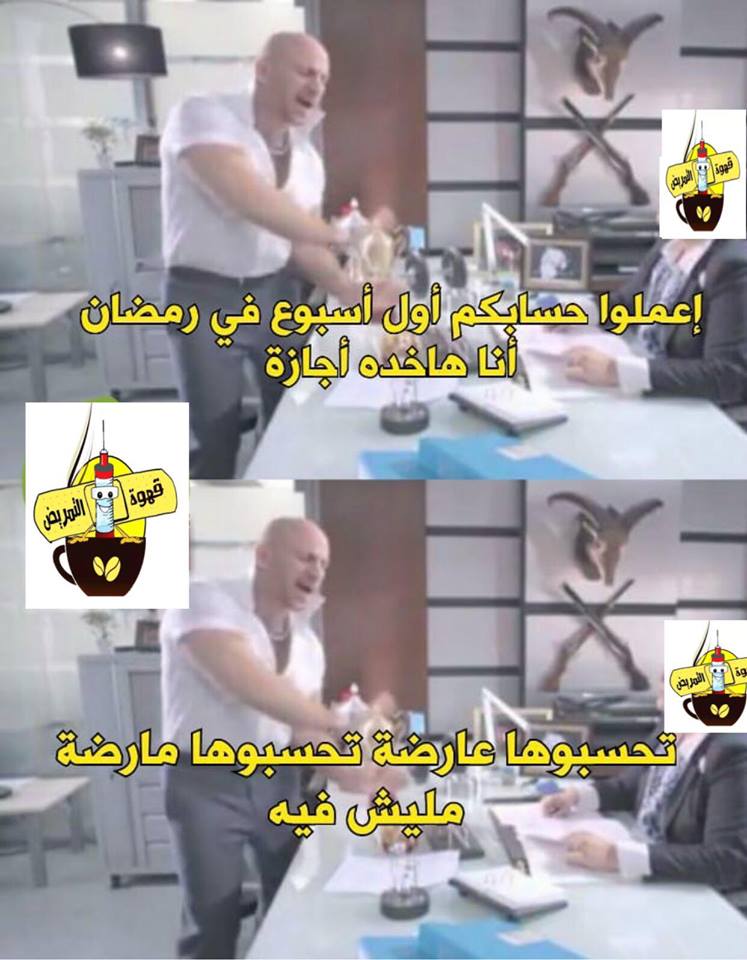 قهوة التمريض
إعملوا حسابكم أول أسبوع في رمضان
أنا هاخده أجازة
قهوة التمريض
قهوة التمريض
تحسبوها عارضة تحسبوها مارضة
مليش فيه